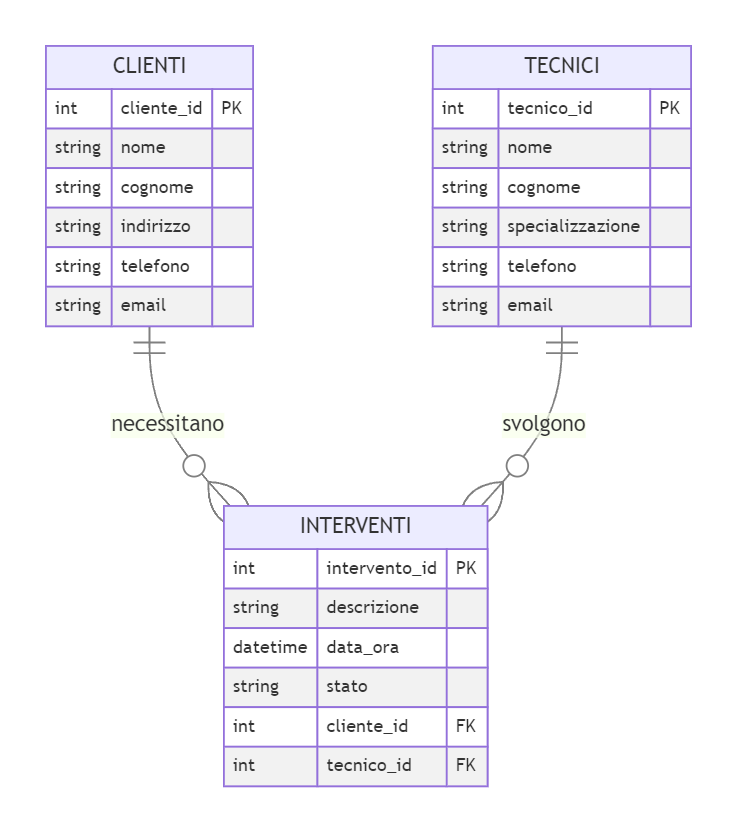 CLIENTI
int cliente_id PK
string nome
string cognome
string indirizzo
string telefono
string email
TECNICI
int tecnico_id PK
string nome
string cognome
string specializzazione
string telefono
string email
necessitano
svolgono
INTERVENTI
int intervento_id PK
string descrizione
datetime data_ora
string stato
int cliente_id FK
int tecnico_id FK